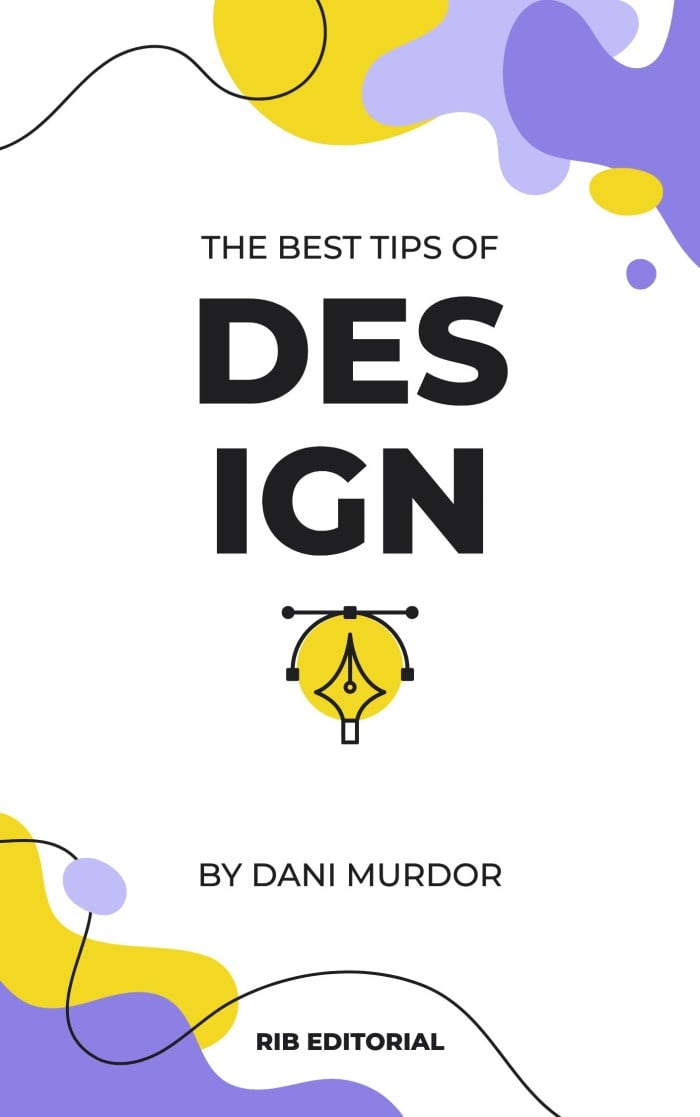 THE BEST TIPS OF
DES
IGN
BY DANI MURDOR
RIB EDITORIAL